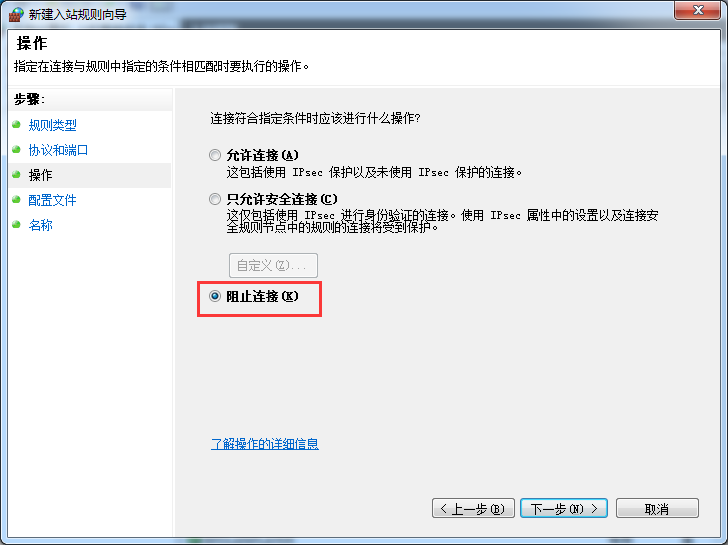 新建入站规则向导
操作
指定在连接与规则中指定的条件相匹配时要执行的操作。
步骤:
规则类型
协议和端口
操作
配置文件
名称
连接符合指定条件时应该进行什么操作?
允许连接(A)
这包括使用 IPsec 保护以及未使用 IPsec 保护的连接。
只允许安全连接(C)
这仅包括使用 IPsec 进行身份验证的连接。使用 IPsec 属性中的设置以及连接安
全规则节点中的规则的连接将受到保护。
自定义(Z)...
阻止连接(K)
了解操作的详细信息
< 上一步(B)
下一步(N) >
取消